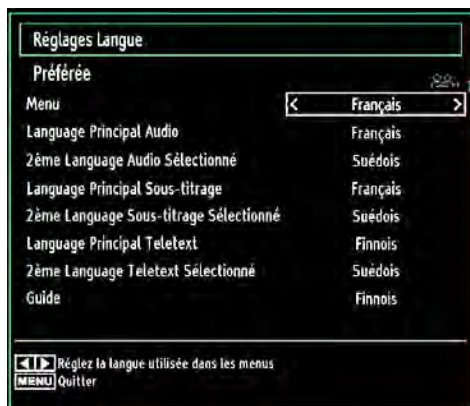 Réglages Langue
Préférée
Menu < Français >
Language Principal Audio Français
2ème Language Audio Sèlectionné Suédois
Language Principal Sous-titrage Français
2ème Language Sous-titrage Sélectionné Suédois
Language Principal Teletext Finnois
2ème Language Teletext Sélectionné Suédois
Guide Finnois
Réglez la langue utilisée dans les menus
MENU Quitter